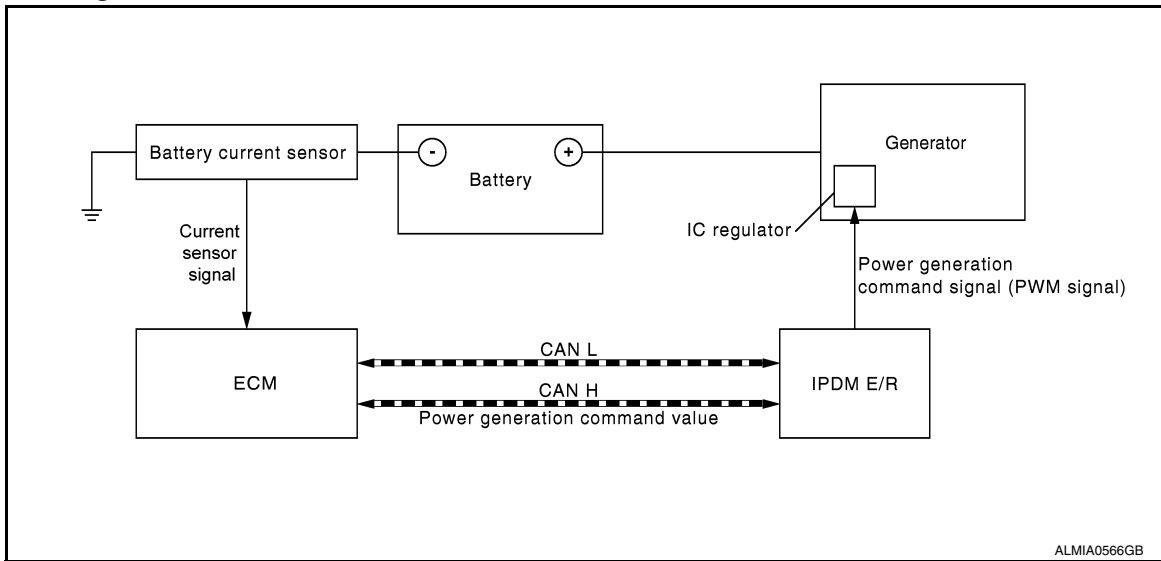 Battery current sensor
-
+
Battery
Generator
IC regulator
Current
sensor
signal
Power generation
command signal (PWM signal)
ECM
CAN L
CAN H
Power generation command value
IPDM E/R
ALMIA0566GB